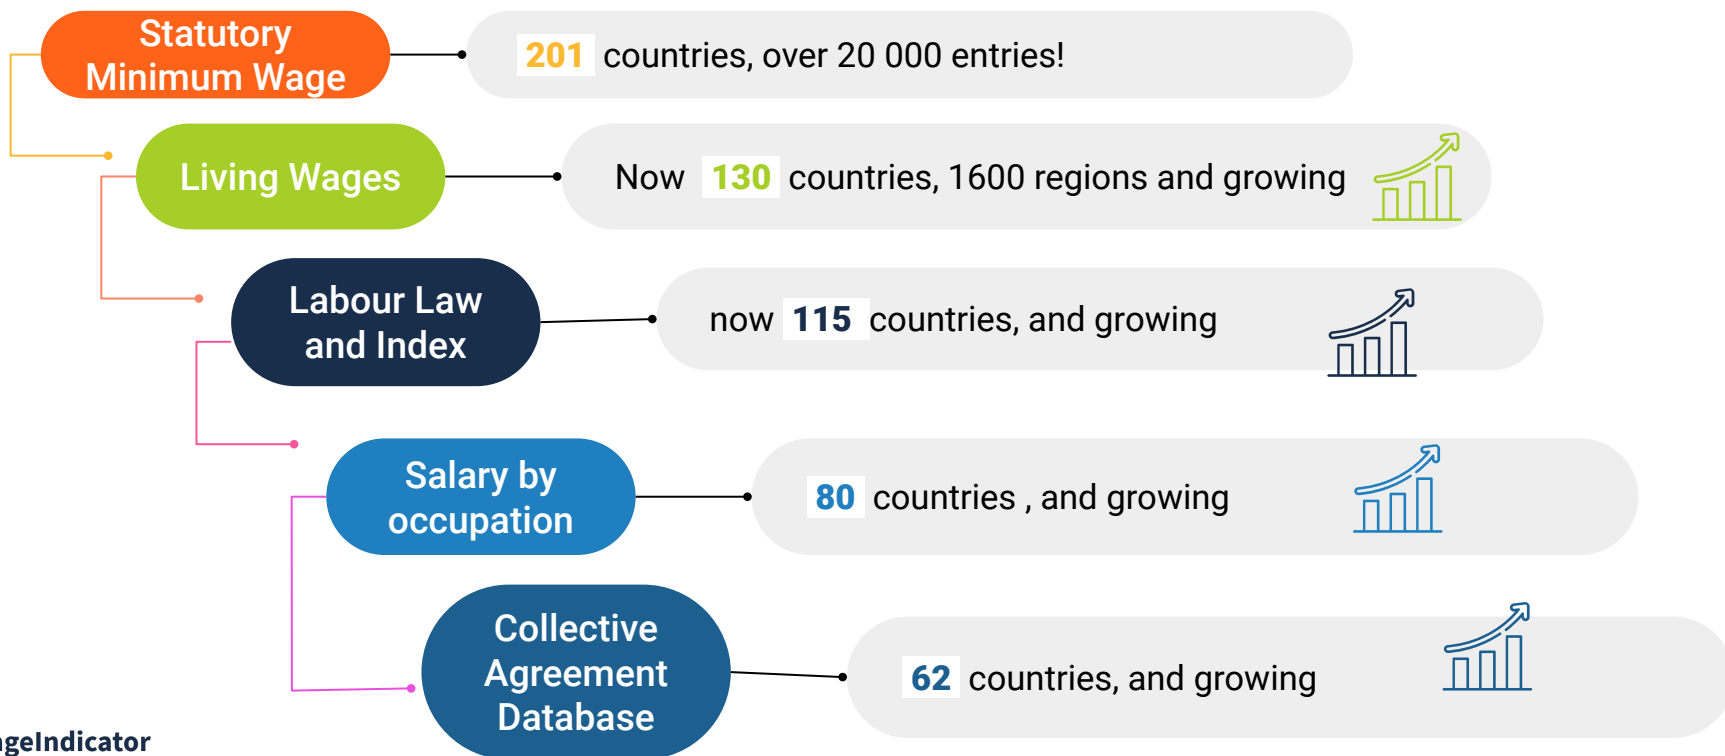 Statutory
Minimum Wage
201 countries, over 20 000 entries!
Living Wages
Now 130 countries, 1600 regions and growing
Labour Law
and Index
now 115 countries, and growing
Salary by
occupation
80 countries , and growing
Collective
Agreement
Database
62 countries, and growing
geIndicator